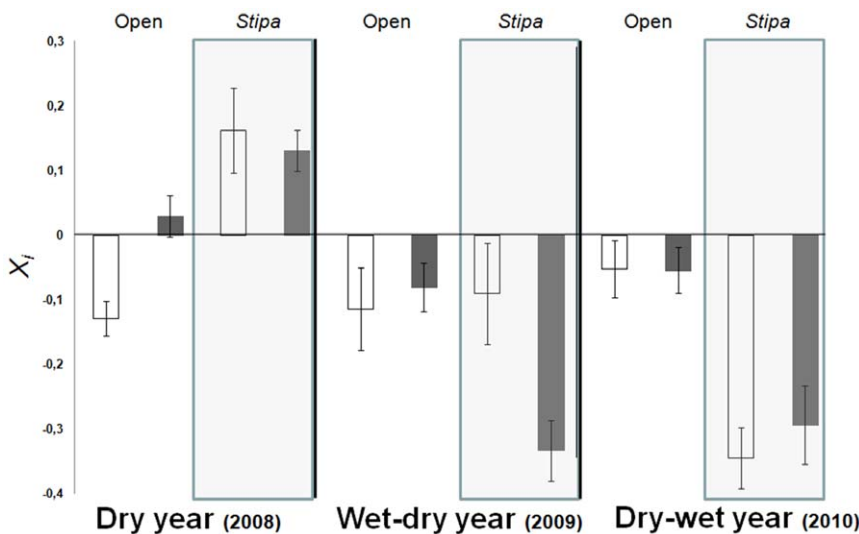 Open Stipa Open Stipa Open Stipa
0,3
0,2
0,1
0
-0,1
-0,2
-0,3
-0,4
Xi
Dry year (2008) Wet-dry year (2009) Dry-wet year (2010)